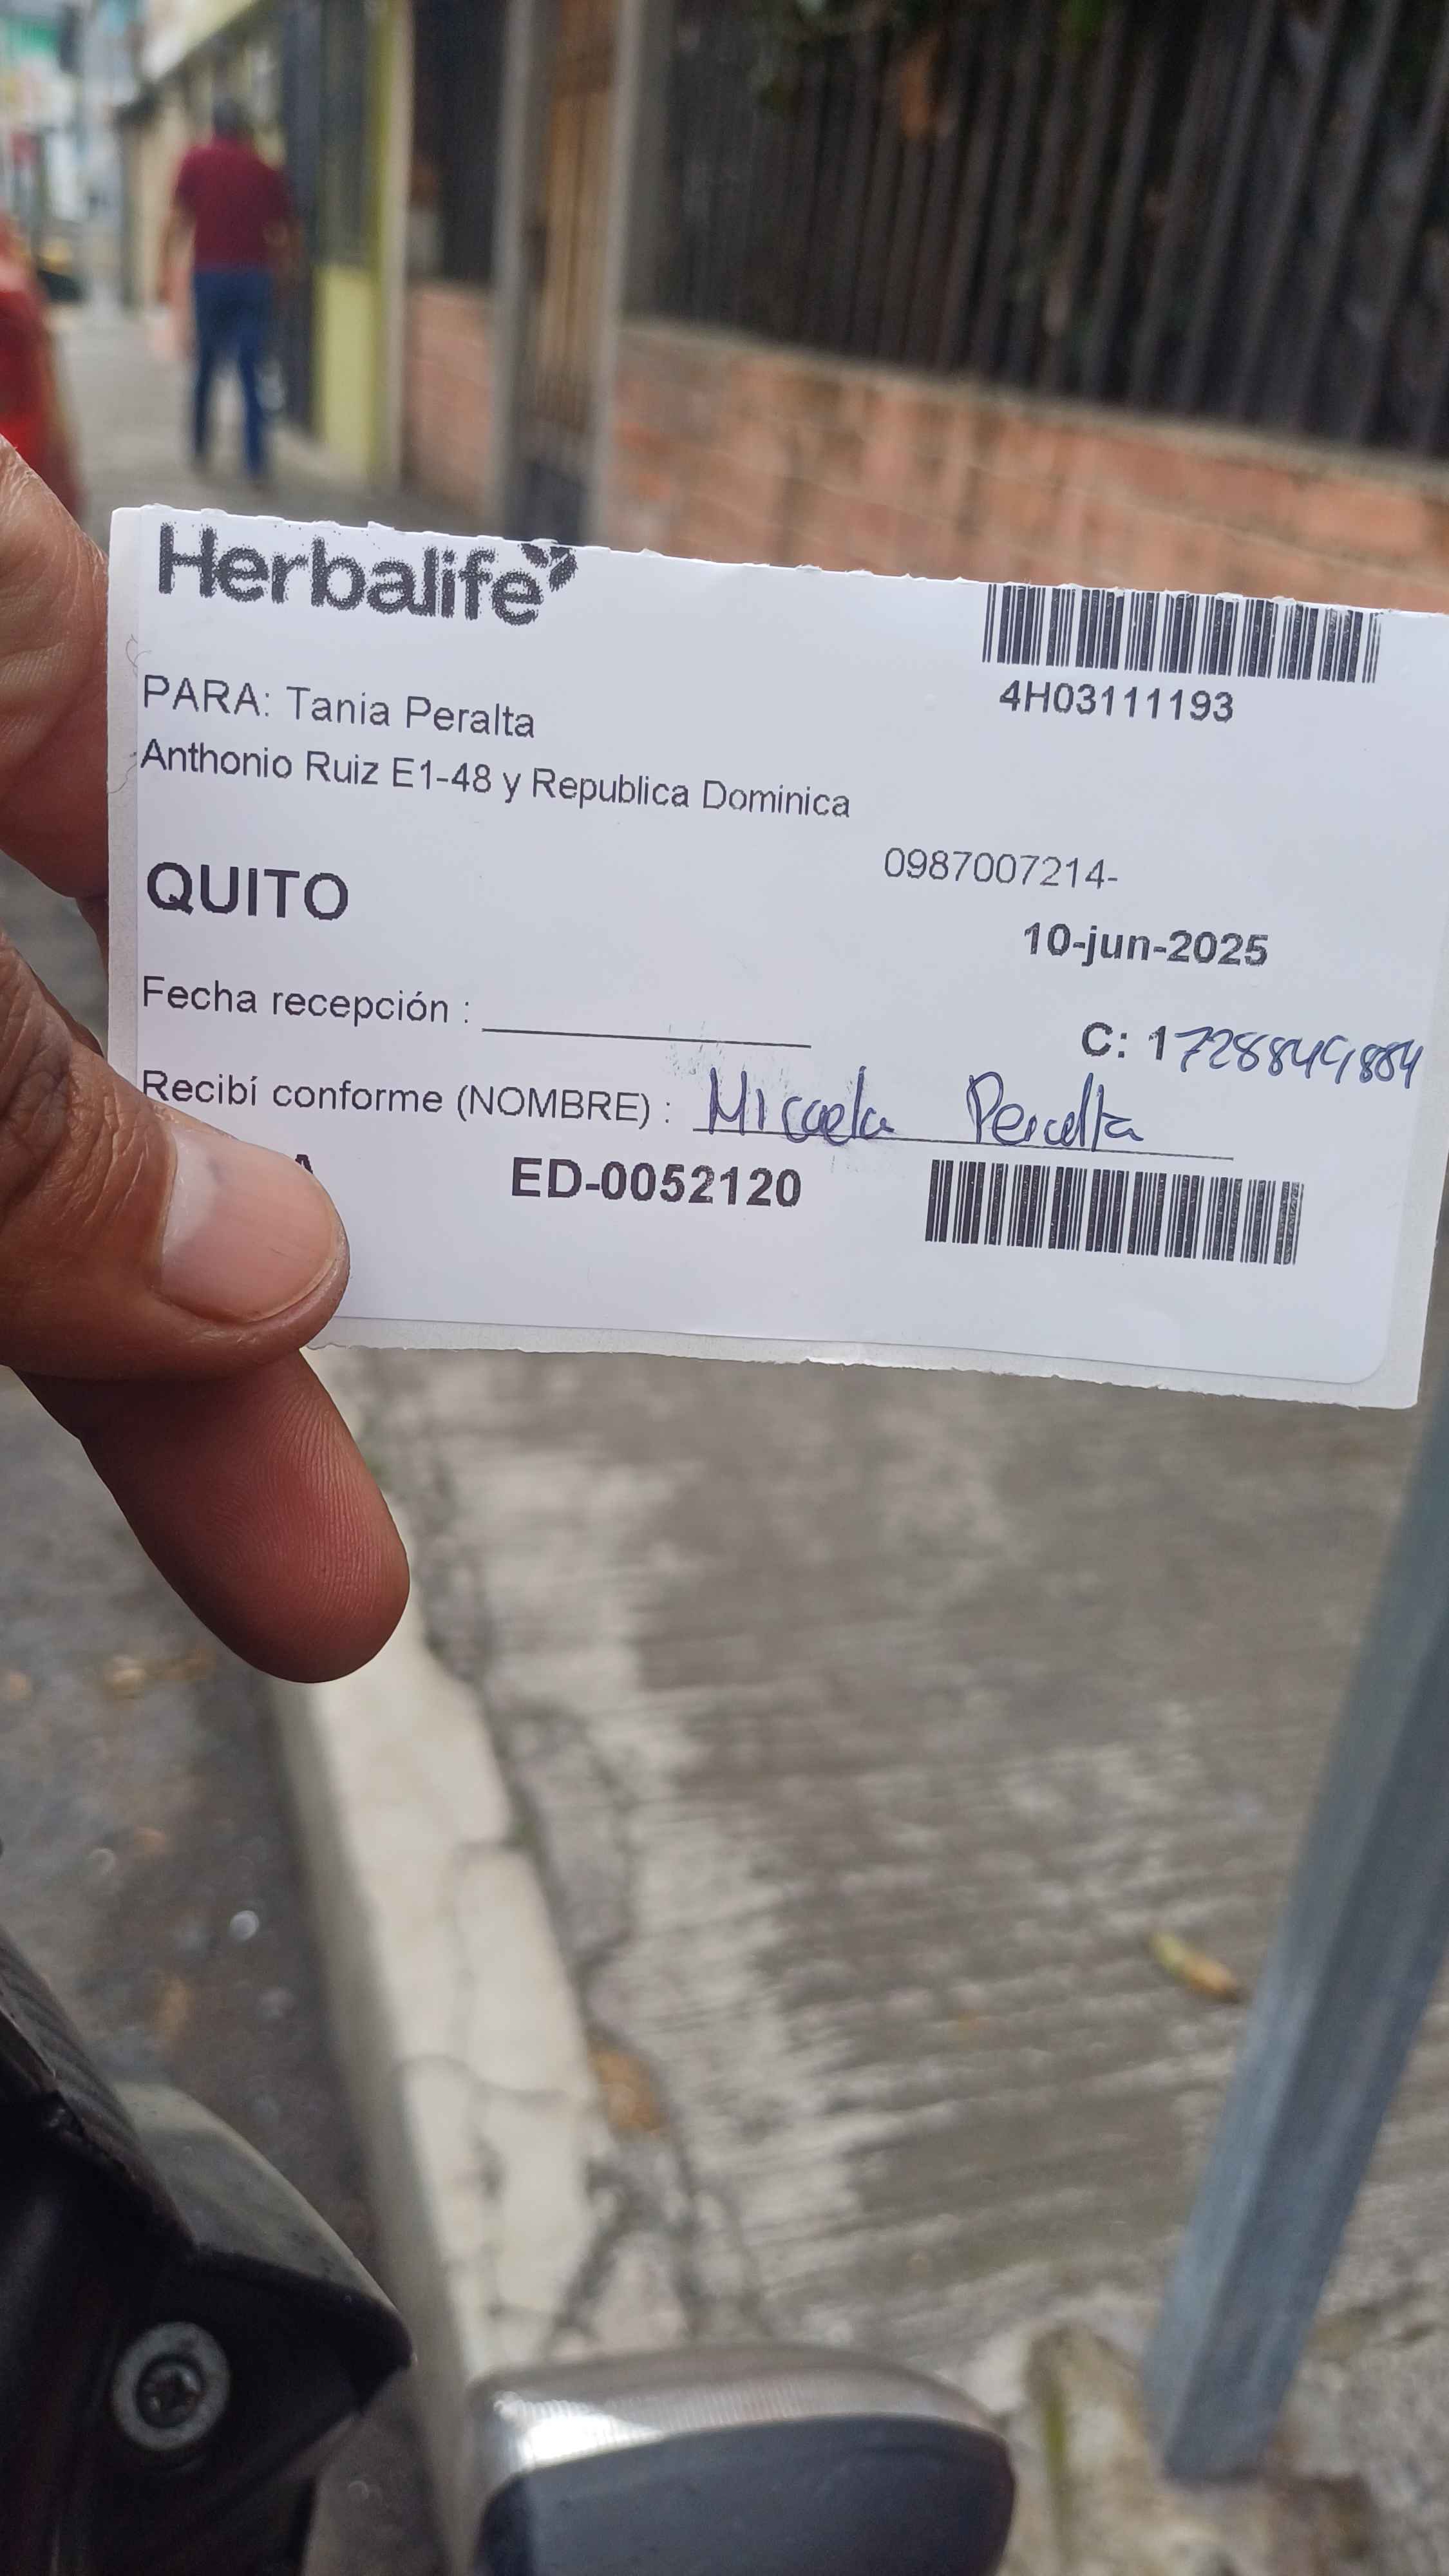 Herbalife
4H03111193
PARA: Tania Peralta
Anthonio Ruiz E1-48 y Republica Dominica
0987007214-
QUITO
10-jun-2025
Fecha recepción :
C: 1728849884
Recibí conforme (NOMBRE) : Micaela Peralta
A
ED-0052120